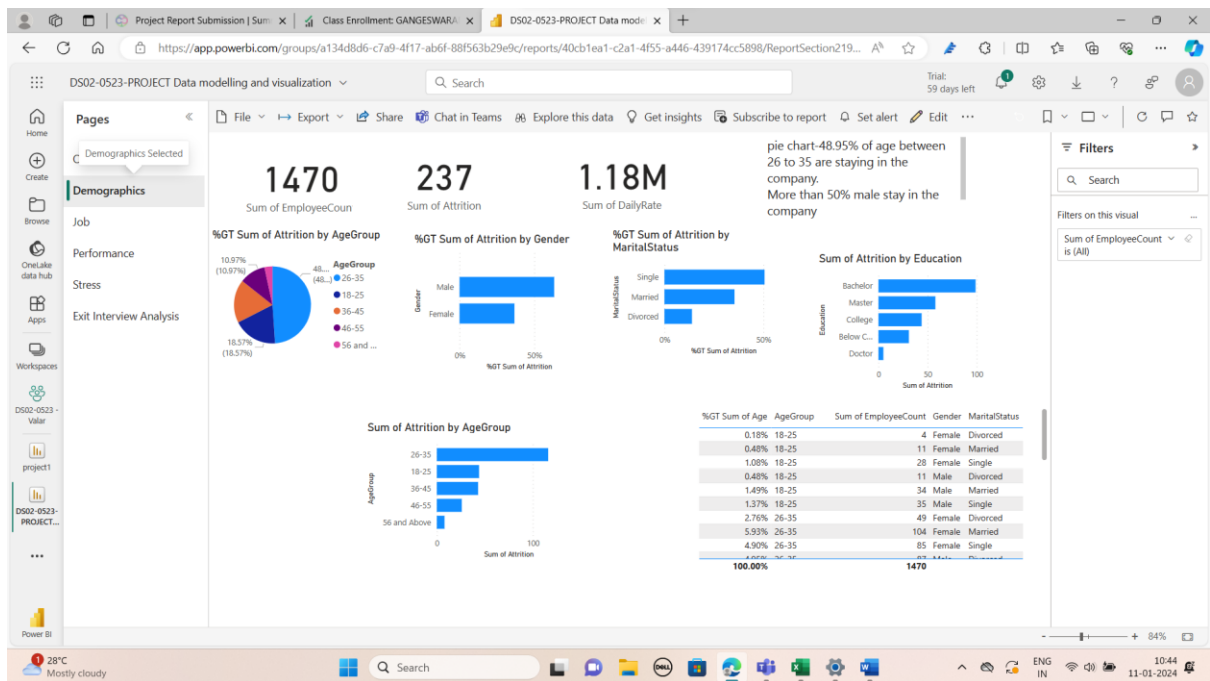 Project Report Submission | Sum
Class Enrollment: GANGESWARA
DS02-0523-PROJECT Data mode
https://app.powerbi.com/groups/a134d8d6-c7a9-4f17-ab6f-88f563b29e9c/reports/40cb1ea1-c2a1-4f55-a446-439174cc5898/ReportSection219...
DS02-0523-PROJECT Data modelling and visualization
Search
Trial:
59 days left
1
Home
Create
Browse
OneLake
data hub
Apps
Workspaces
DS02-0523 -
Valar
project1
DS02-0523-
PROJECT...
Power BI
Pages
Demographics Selected
Demographics
Job
Performance
Stress
Exit Interview Analysis
File
Export
Share
Chat in Teams
Explore this data
Get insights
Subscribe to report
Set alert
Edit
1470
Sum of EmployeeCoun
237
Sum of Attrition
1.18M
Sum of DailyRate
pie chart-48.95% of age between
26 to 35 are staying in the
company.
More than 50% male stay in the
company
%GT Sum of Attrition by AgeGroup
10.97%
(10.97%)
48....
(48...)
18.57%
(18.57%)
AgeGroup
26-35
18-25
36-45
46-55
56 and ...
%GT Sum of Attrition by Gender
Gender
Male
Female
0% 50%
%GT Sum of Attrition
%GT Sum of Attrition by
MaritalStatus
MaritalStatus
Single
Married
Divorced
0% 50%
%GT Sum of Attrition
Sum of Attrition by Education
Education
Bachelor
Master
College
Below C...
Doctor
0 50 100
Sum of Attrition
Sum of Attrition by AgeGroup
AgeGroup
26-35
18-25
36-45
46-55
56 and Above
0 100
Sum of Attrition
%GT Sum of Age AgeGroup Sum of EmployeeCount Gender MaritalStatus
0.18% 18-25 4 Female Divorced
0.48% 18-25 11 Female Married
1.08% 18-25 28 Female Single
0.48% 18-25 11 Male Divorced
1.49% 18-25 34 Male Married
1.37% 18-25 35 Male Single
2.76% 26-35 49 Female Divorced
5.93% 26-35 104 Female Married
4.90% 26-35 85 Female Single
100.00% 1470
Filters
Search
Filters on this visual
Sum of EmployeeCount
is (All)
84%
1
28°C
Mostly cloudy
Search
DELL
ENG
IN
10:44
11-01-2024